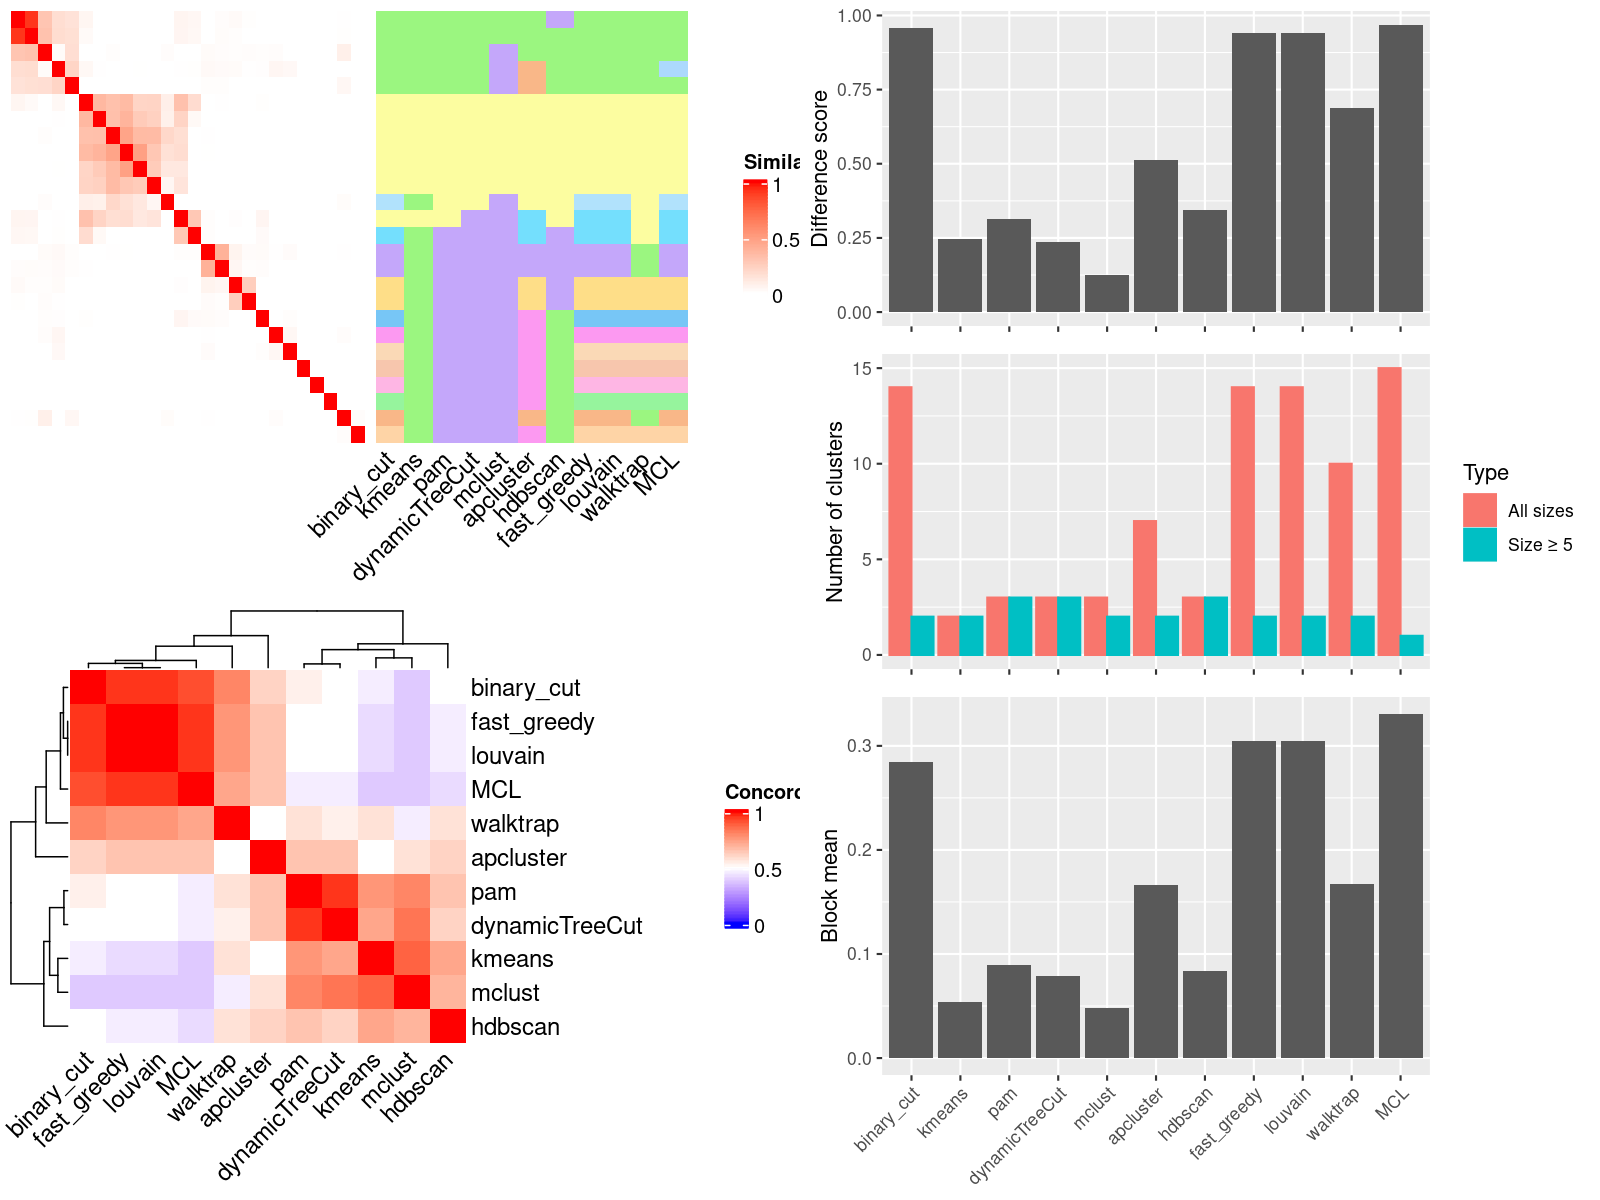 Simila
1
0.5
0
binary_cut
kmeans
pam
dynamicTreeCut
mclust
apcluster
hdbscan
fast_greedy
louvain
walktrap
MCL
binary_cut
fast_greedy
louvain
MCL
walktrap
apcluster
pam
dynamicTreeCut
kmeans
mclust
hdbscan
Concord
1
0.5
0
binary_cut
fast_greedy
louvain
MCL
walktrap
apcluster
pam
dynamicTreeCut
kmeans
mclust
hdbscan
Difference score
1.00
0.75
0.50
0.25
0.00
Number of clusters
15
10
5
0
Type
All sizes
Size ≥ 5
Block mean
0.3
0.2
0.1
0.0
binary_cut
kmeans
pam
dynamicTreeCut
mclust
apcluster
hdbscan
fast_greedy
louvain
walktrap
MCL